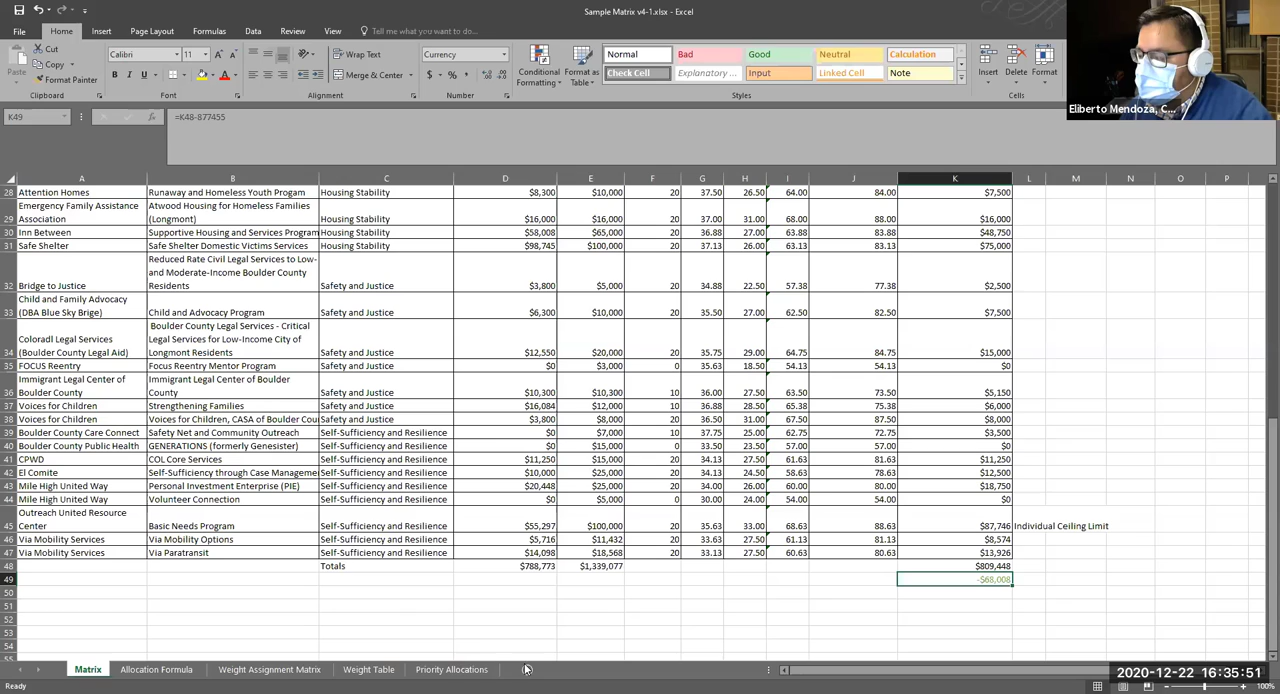 Sample Matrix v4-1.xlsx - Excel
File Home Insert Page Layout Formulas Data Review View Tell me what you want to do...
Cut
Copy
Format Painter
Paste
Clipboard
Calibri 11
B I U
Font
Wrap Text
Merge & Center
Alignment
Currency
$ % ,
Number
Conditional Formatting
Format as Table
Normal Bad Good Neutral Calculation
Check Cell Explanatory ... Input Linked Cell Note
Styles
Insert Delete Format
Cells
Eliberto Mendoza, C...
K49 =K48-877455
A B C D E F G H I J K L M N O P
28 Attention Homes Runaway and Homeless Youth Progam Housing Stability $8,300 $10,000 20 37.50 26.50 64.00 84.00 $7,500
Emergency Family Assistance Atwood Housing for Homeless Families
29 Association (Longmont) Housing Stability $16,000 $16,000 20 37.00 31.00 68.00 88.00 $16,000
30 Inn Between Supportive Housing and Services Program Housing Stability $58,008 $65,000 20 36.88 27.00 63.88 83.88 $48,750
31 Safe Shelter Safe Shelter Domestic Victims Services Housing Stability $98,745 $100,000 20 37.13 26.00 63.13 83.13 $75,000
Reduced Rate Civil Legal Services to Low-
and Moderate-Income Boulder County
32 Bridge to Justice Residents Safety and Justice $3,800 $5,000 20 34.88 22.50 57.38 77.38 $2,500
Child and Family Advocacy
33 (DBA Blue Sky Brige) Child and Advocacy Program Safety and Justice $6,300 $10,000 20 35.50 27.00 62.50 82.50 $7,500
Boulder County Legal Services - Critical
Coloradl Legal Services Legal Services for Low-Income City of
34 (Boulder County Legal Aid) Longmont Residents Safety and Justice $12,550 $20,000 20 35.75 29.00 64.75 84.75 $15,000
35 FOCUS Reentry Focus Reentry Mentor Program Safety and Justice $0 $3,000 0 35.63 18.50 54.13 54.13 $0
Immigrant Legal Center of Immigrant Legal Center of Boulder
36 Boulder County County Safety and Justice $10,300 $10,300 10 36.00 27.50 63.50 73.50 $5,150
37 Voices for Children Strengthening Families Safety and Justice $16,084 $12,000 10 36.88 28.50 65.38 75.38 $6,000
38 Voices for Children Voices for Children, CASA of Boulder Cou Safety and Justice $3,800 $8,000 20 36.50 31.00 67.50 87.50 $8,000
39 Boulder County Care Connect Safety Net and Community Outreach Self-Sufficiency and Resilience $0 $7,000 10 37.75 25.00 62.75 72.75 $3,500
40 Boulder County Public Health GENERATIONS (formerly Genesister) Self-Sufficiency and Resilience $0 $15,000 0 33.50 23.50 57.00 57.00 $0
41 CPWD COL Core Services Self-Sufficiency and Resilience $11,250 $15,000 20 34.13 27.50 61.63 81.63 $11,250
42 El Comite Self-Sufficiency through Case Manageme Self-Sufficiency and Resilience $10,000 $25,000 20 34.13 24.50 58.63 78.63 $12,500
43 Mile High United Way Personal Investment Enterprise (PIE) Self-Sufficiency and Resilience $20,448 $25,000 20 34.00 26.00 60.00 80.00 $18,750
44 Mile High United Way Volunteer Connection Self-Sufficiency and Resilience $0 $5,000 0 30.00 24.00 54.00 54.00 $0
Outreach United Resource
45 Center Basic Needs Program Self-Sufficiency and Resilience $55,297 $100,000 20 35.63 33.00 68.63 88.63 $87,746 Individual Ceiling Limit
46 Via Mobility Services Via Mobility Options Self-Sufficiency and Resilience $5,716 $11,432 20 33.63 27.50 61.13 81.13 $8,574
47 Via Mobility Services Via Paratransit Self-Sufficiency and Resilience $14,098 $18,568 20 33.13 27.50 60.63 80.63 $13,926
48 Totals $788,773 $1,339,077 $809,448
49 -$68,008
50
51
52
53
54
55
Matrix Allocation Formula Weight Assignment Matrix Weight Table Priority Allocations
2020-12-22 16:35:51
Ready 100%